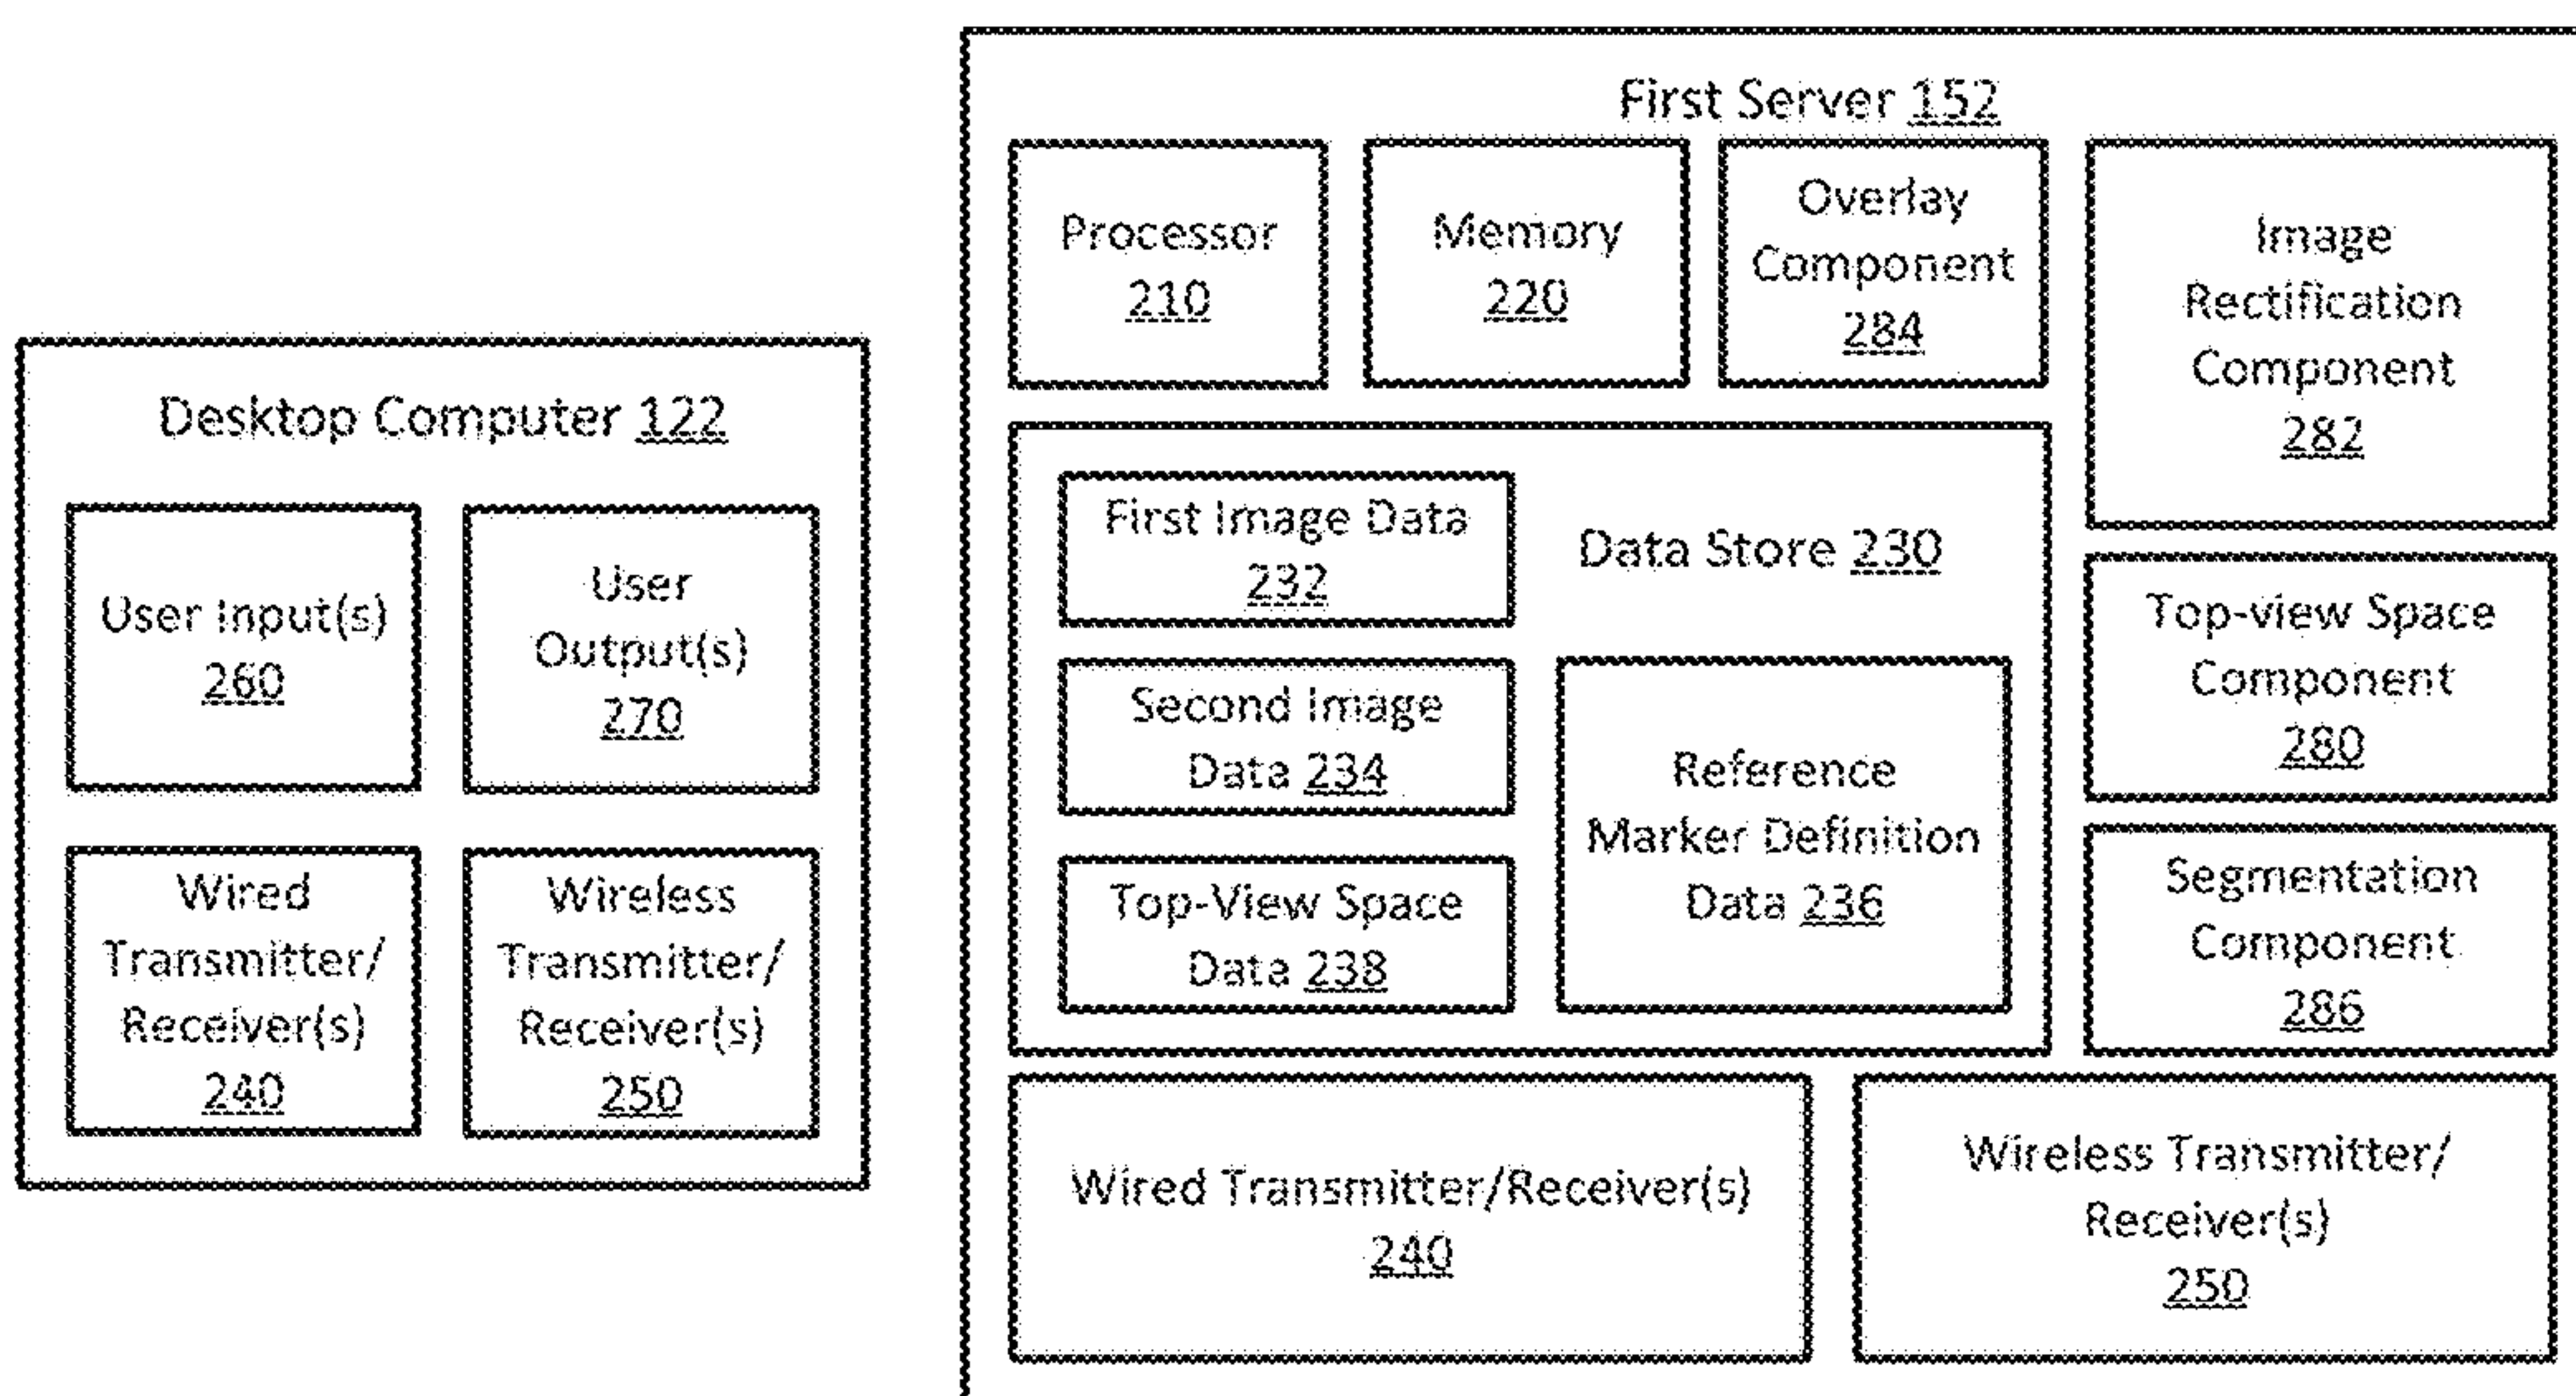 Desktop Computer 122
User Input(s)
260
User
Output(s)
270
Wired
Transmitter/
Receiver(s)
240
Wireless
Transmitter/
Receiver(s)
250
First Server 152
Processor
210
Memory
220
Overlay
Component
284
Image
Rectification
Component
282
Data Store 230
First Image Data
232
Second Image
Data 234
Top-View Space
Data 238
Reference
Marker Definition
Data 236
Top-view Space
Component
280
Segmentation
Component
286
Wired Transmitter/Receiver(s)
240
Wireless Transmitter/
Receiver(s)
250